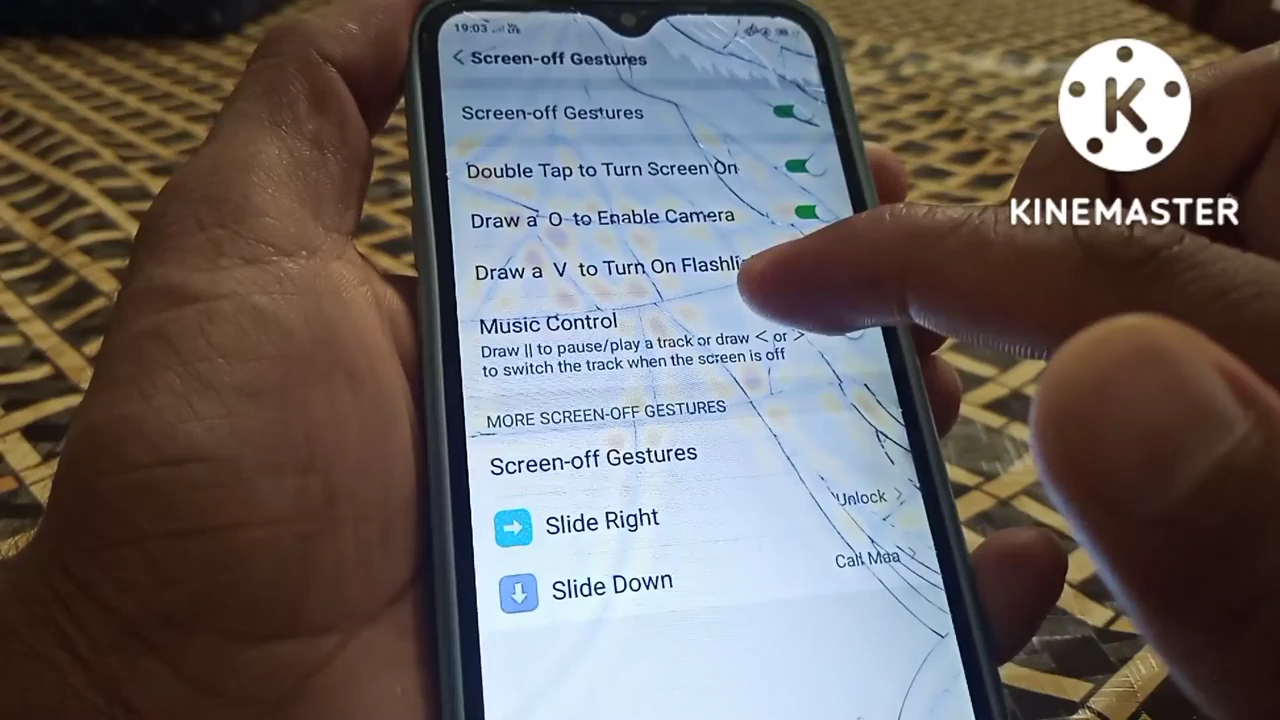 19:03
< Screen-off Gestures
Screen-off Gestures
Double Tap to Turn Screen On
Draw a O to Enable Camera
Draw a V to Turn On Flashli
Music Control
Draw || to pause/play a track or draw < or >
to switch the track when the screen is off
MORE SCREEN-OFF GESTURES
Screen-off Gestures
Slide Right Unlock >
Slide Down Call Maa >
K
KINEMASTER